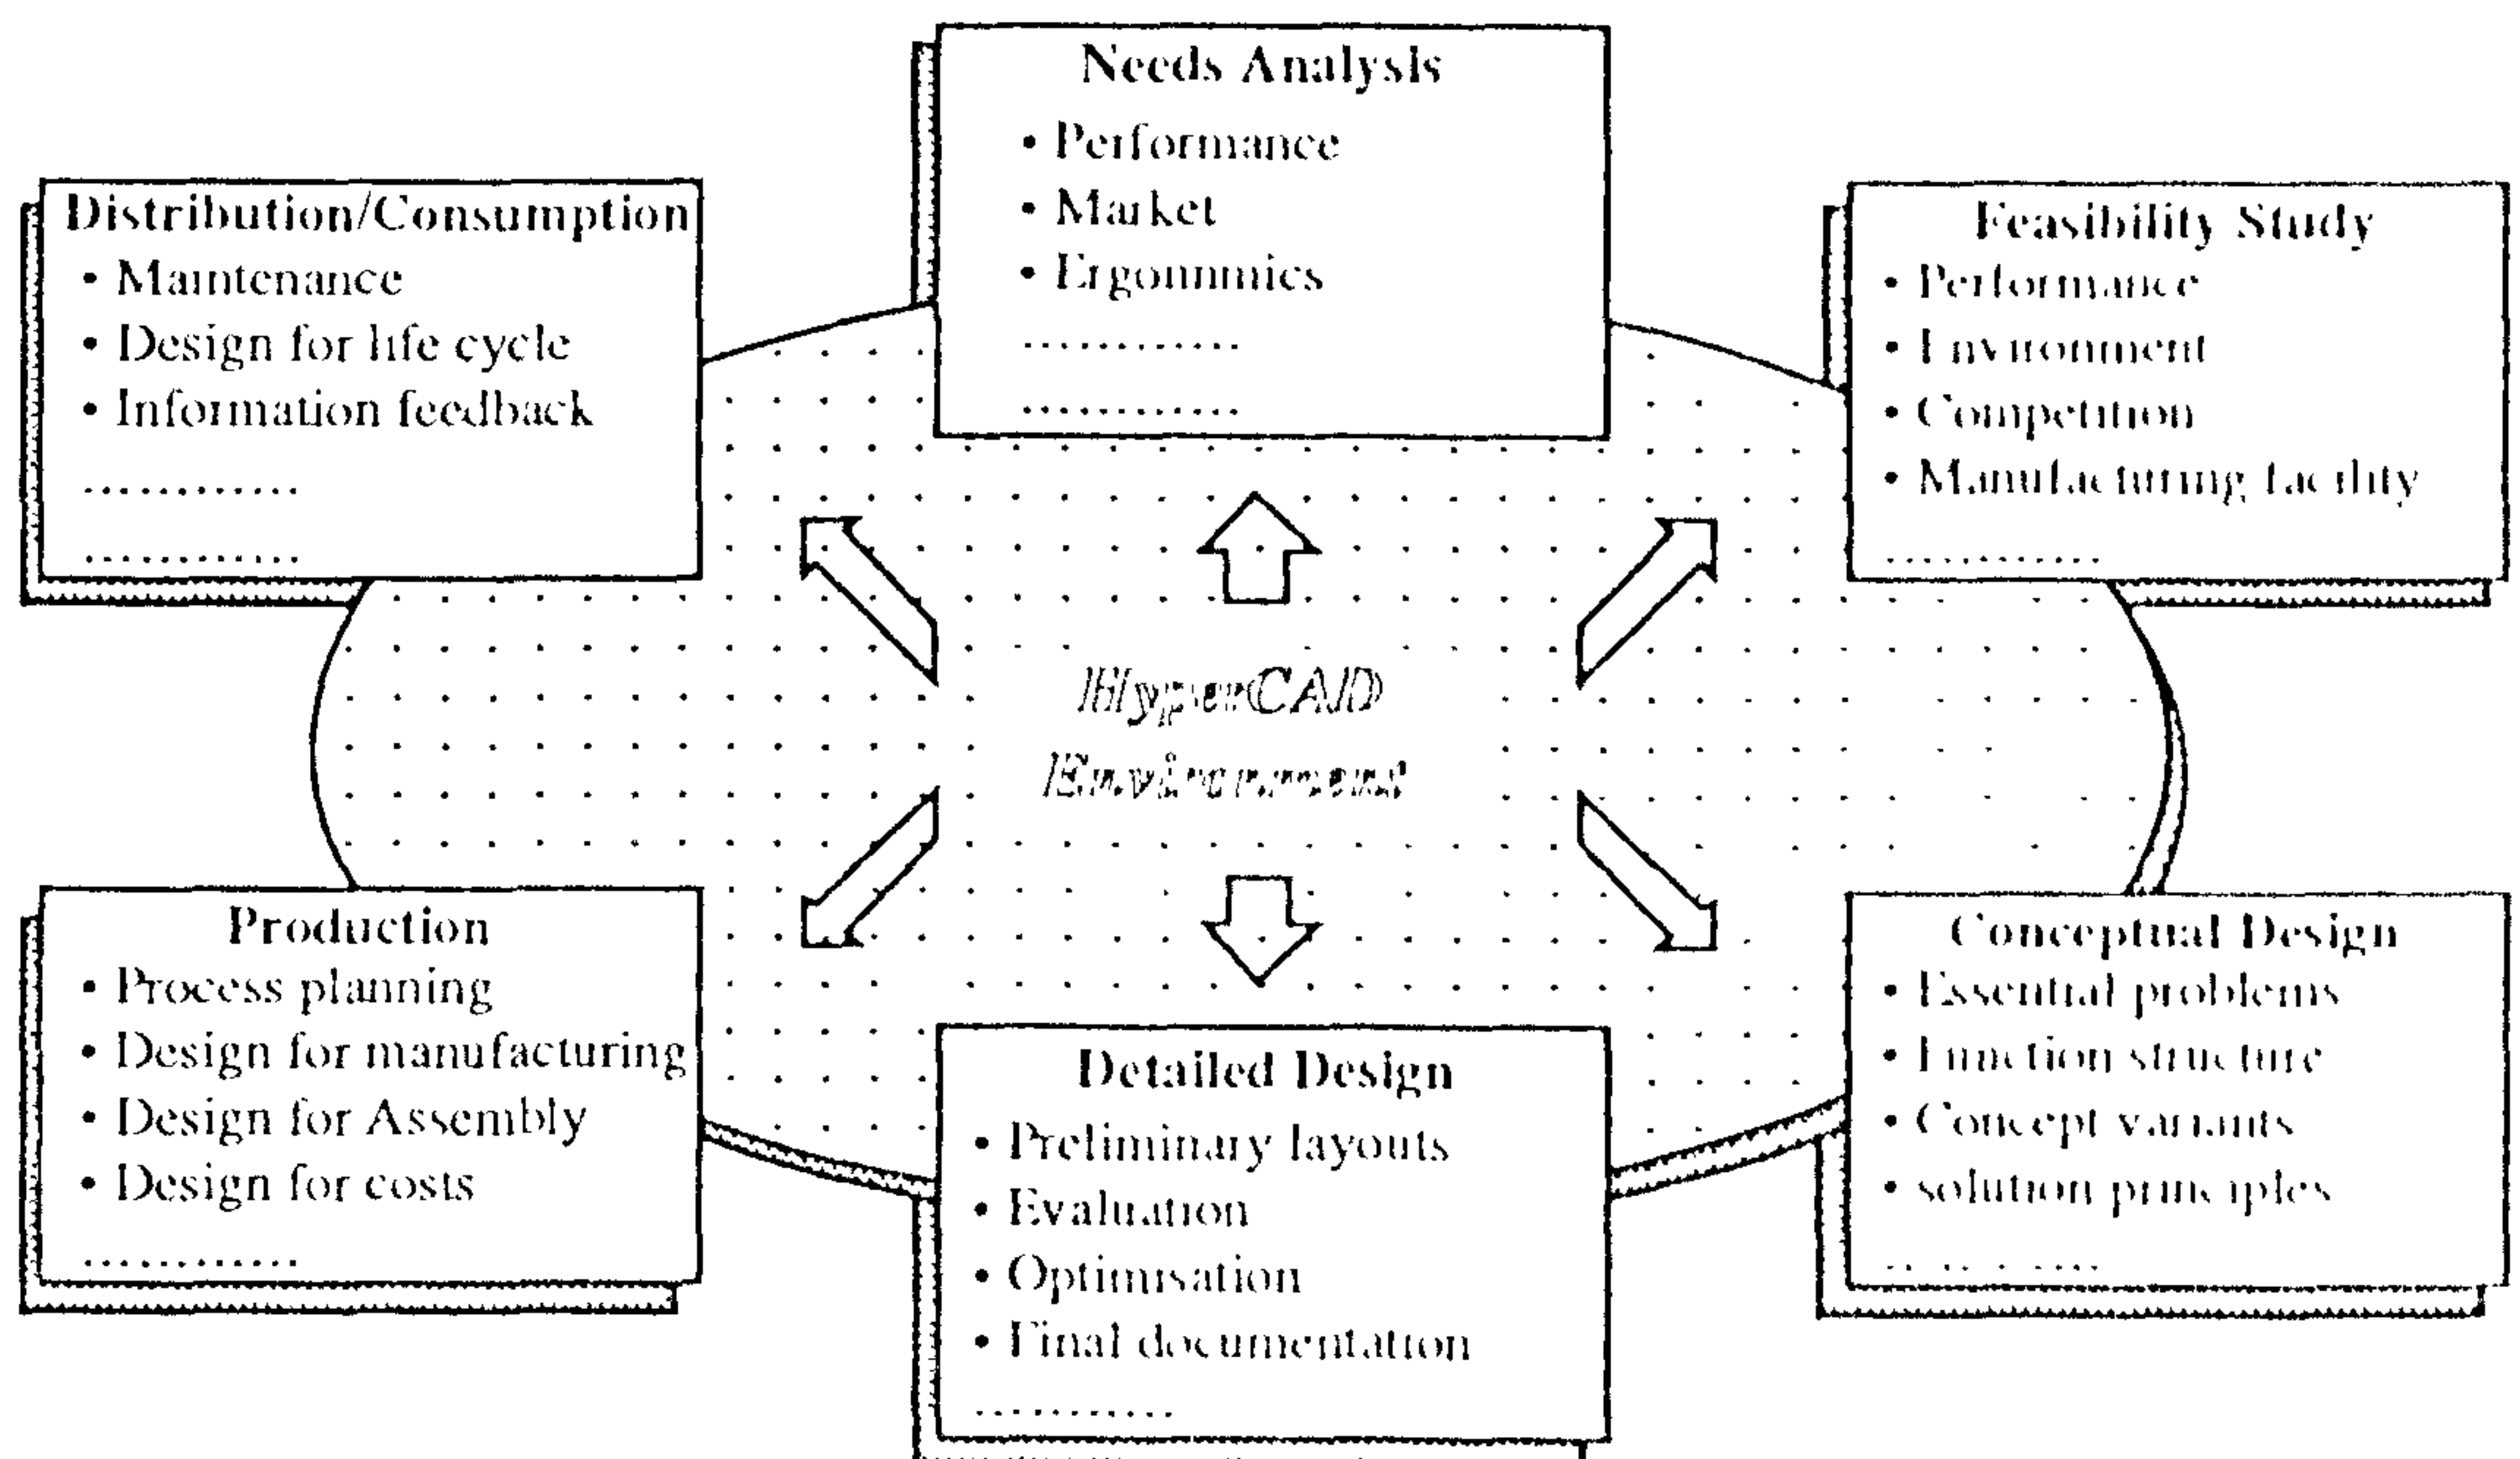 Needs Analysis
• Performance
• Market
• Ergonomics
............
............
Distribution/Consumption
• Maintenance
• Design for life cycle
• Information feedback
............
............
Feasibility Study
• Performance
• Environment
• Competition
• Manufacturing facility
............
HyperCAD
Environment
Production
• Process planning
• Design for manufacturing
• Design for Assembly
• Design for costs
............
Detailed Design
• Preliminary layouts
• Evaluation
• Optimisation
• Final documentation
...........
Conceptual Design
• Essential problems
• Function structure
• Concept variants
• solution principles
............